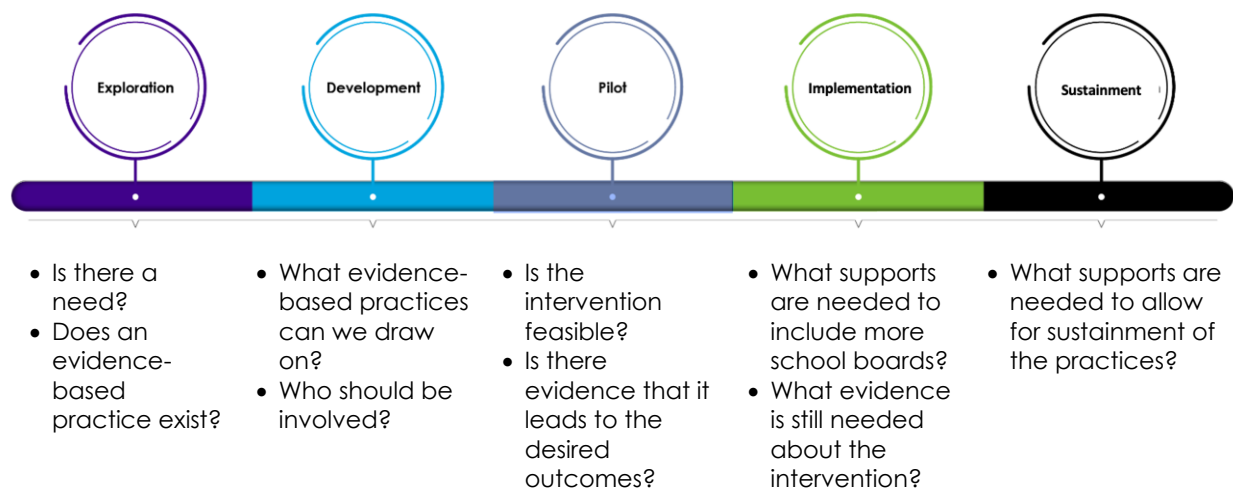 Exploration
Development
Pilot
Implementation
Sustainment
• Is there a
need?
• Does an
evidence-
based
practice exist?
• What evidence-
based practices
can we draw
on?
• Who should be
involved?
• Is the
intervention
feasible?
• Is there
evidence that it
leads to the
desired
outcomes?
• What supports
are needed to
include more
school boards?
• What evidence
is still needed
about the
intervention?
• What supports are
needed to allow
for sustainment of
the practices?